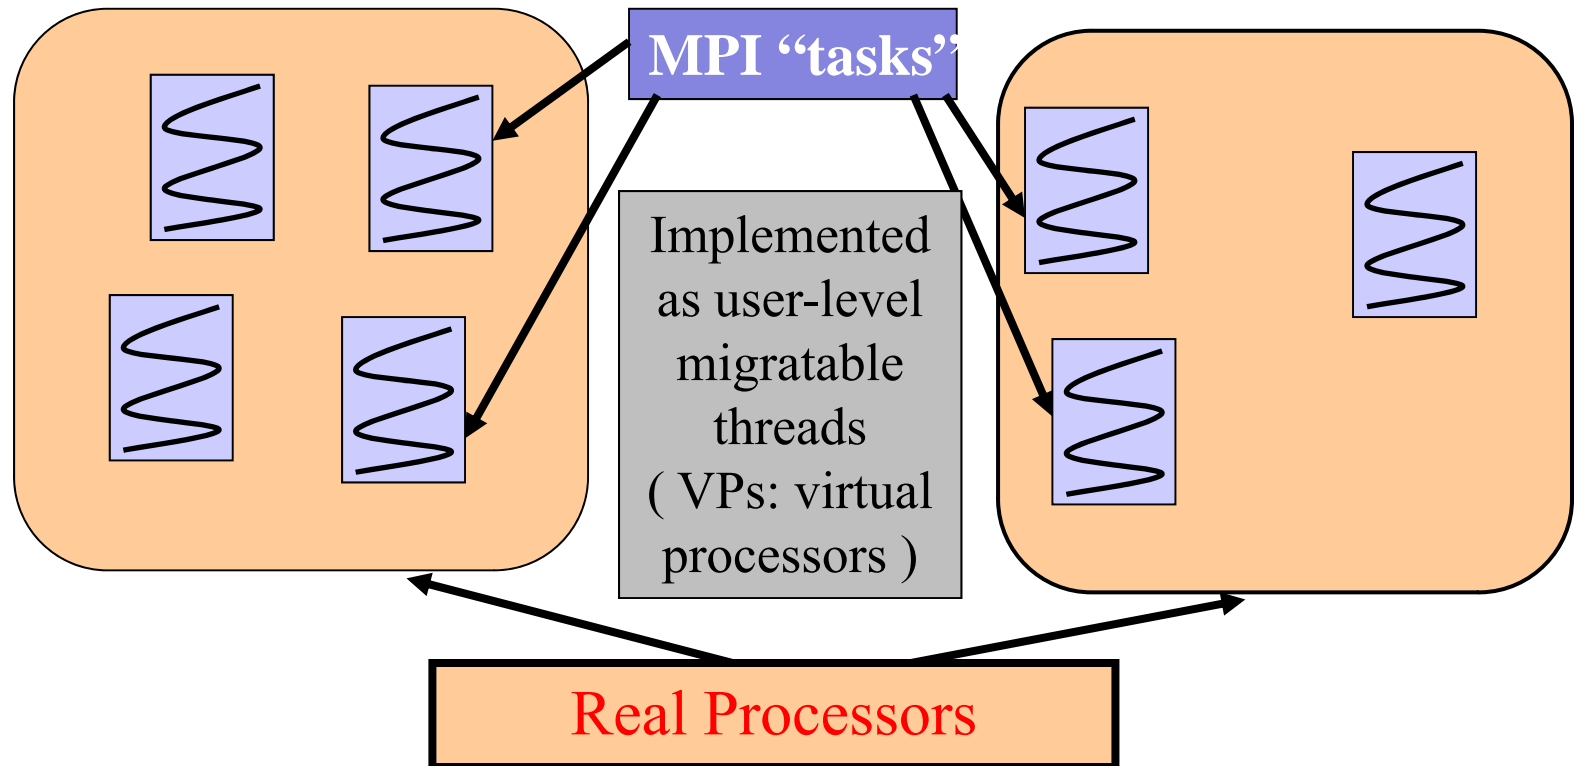 MPI “tasks”
Implemented
as user-level
migratable
threads
( VPs: virtual
processors )
Real Processors